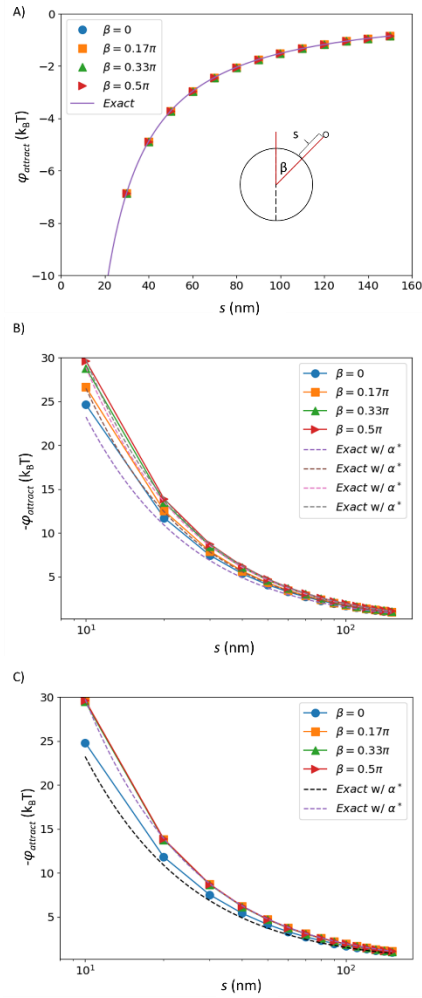 A)
0
−2
−4
−6
−8
−10
φattract (kBT)
β = 0
β = 0.17π
β = 0.33π
β = 0.5π
Exact
s
β
0 20 40 60 80 100 120 140 160
s (nm)
B)
30
25
20
15
10
5
-φattract (kBT)
β = 0
β = 0.17π
β = 0.33π
β = 0.5π
Exact w/ α*
Exact w/ α*
Exact w/ α*
Exact w/ α*
10¹ 10²
s (nm)
C)
30
25
20
15
10
5
-φattract (kBT)
β = 0
β = 0.17π
β = 0.33π
β = 0.5π
Exact w/ α*
Exact w/ α*
10¹ 10²
s (nm)